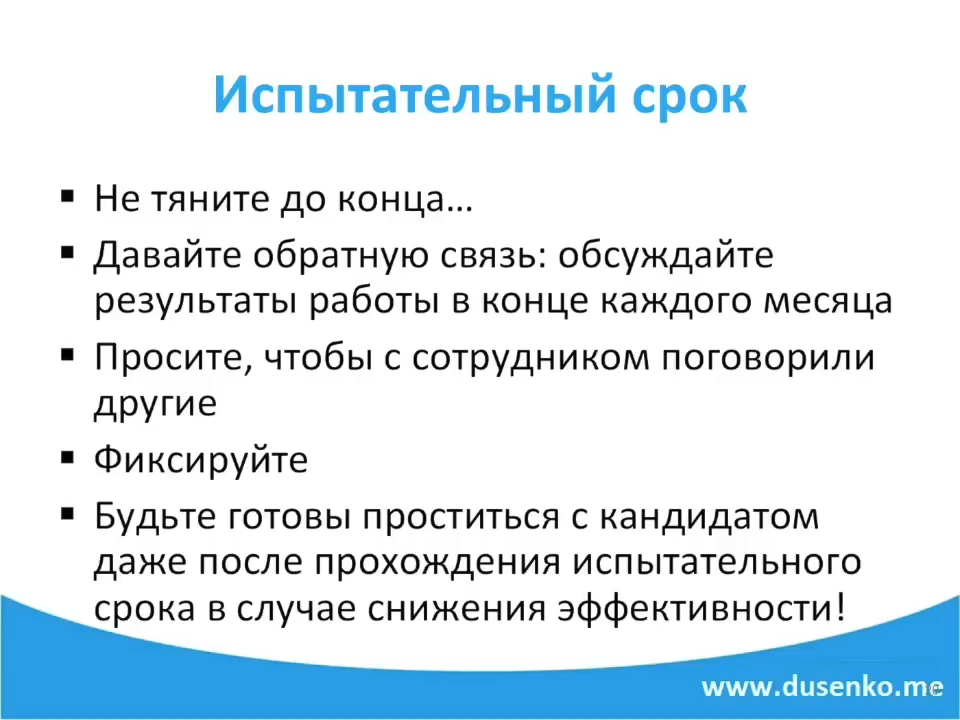 Испытательный срок
▪ Не тяните до конца…
▪ Давайте обратную связь: обсуждайте
результаты работы в конце каждого месяца
▪ Просите, чтобы с сотрудником поговорили
другие
▪ Фиксируйте
▪ Будьте готовы проститься с кандидатом
даже после прохождения испытательного
срока в случае снижения эффективности!
www.dusenko.me